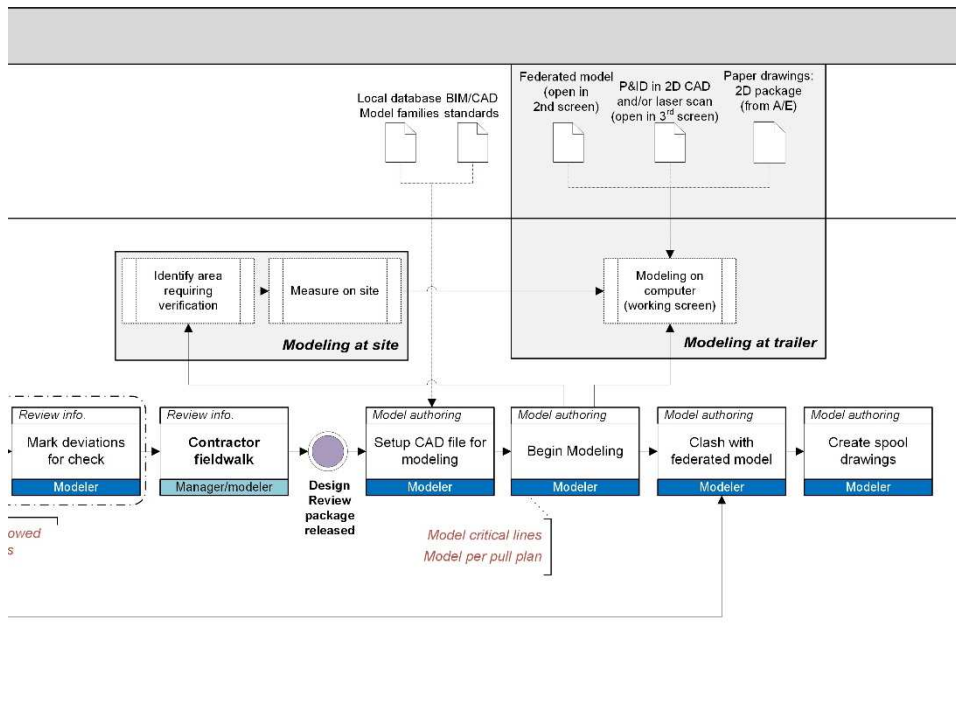 Federated model
(open in
2nd screen)
P&ID in 2D CAD
and/or laser scan
(open in 3rd screen)
Paper drawings:
2D package
(from A/E)
Local database
Model families
BIM/CAD
standards
Identify area
requiring
verification
Measure on site
Modeling at site
Modeling on
computer
(working screen)
Modeling at trailer
Review info.
Mark deviations
for check
Modeler
Review info.
Contractor
fieldwalk
Manager/modeler
Design
Review
package
released
Model authoring
Setup CAD file for
modeling
Modeler
Model authoring
Begin Modeling
Modeler
Model authoring
Clash with
federated model
Modeler
Model authoring
Create spool
drawings
Modeler
owed
s
Model critical lines
Model per pull plan